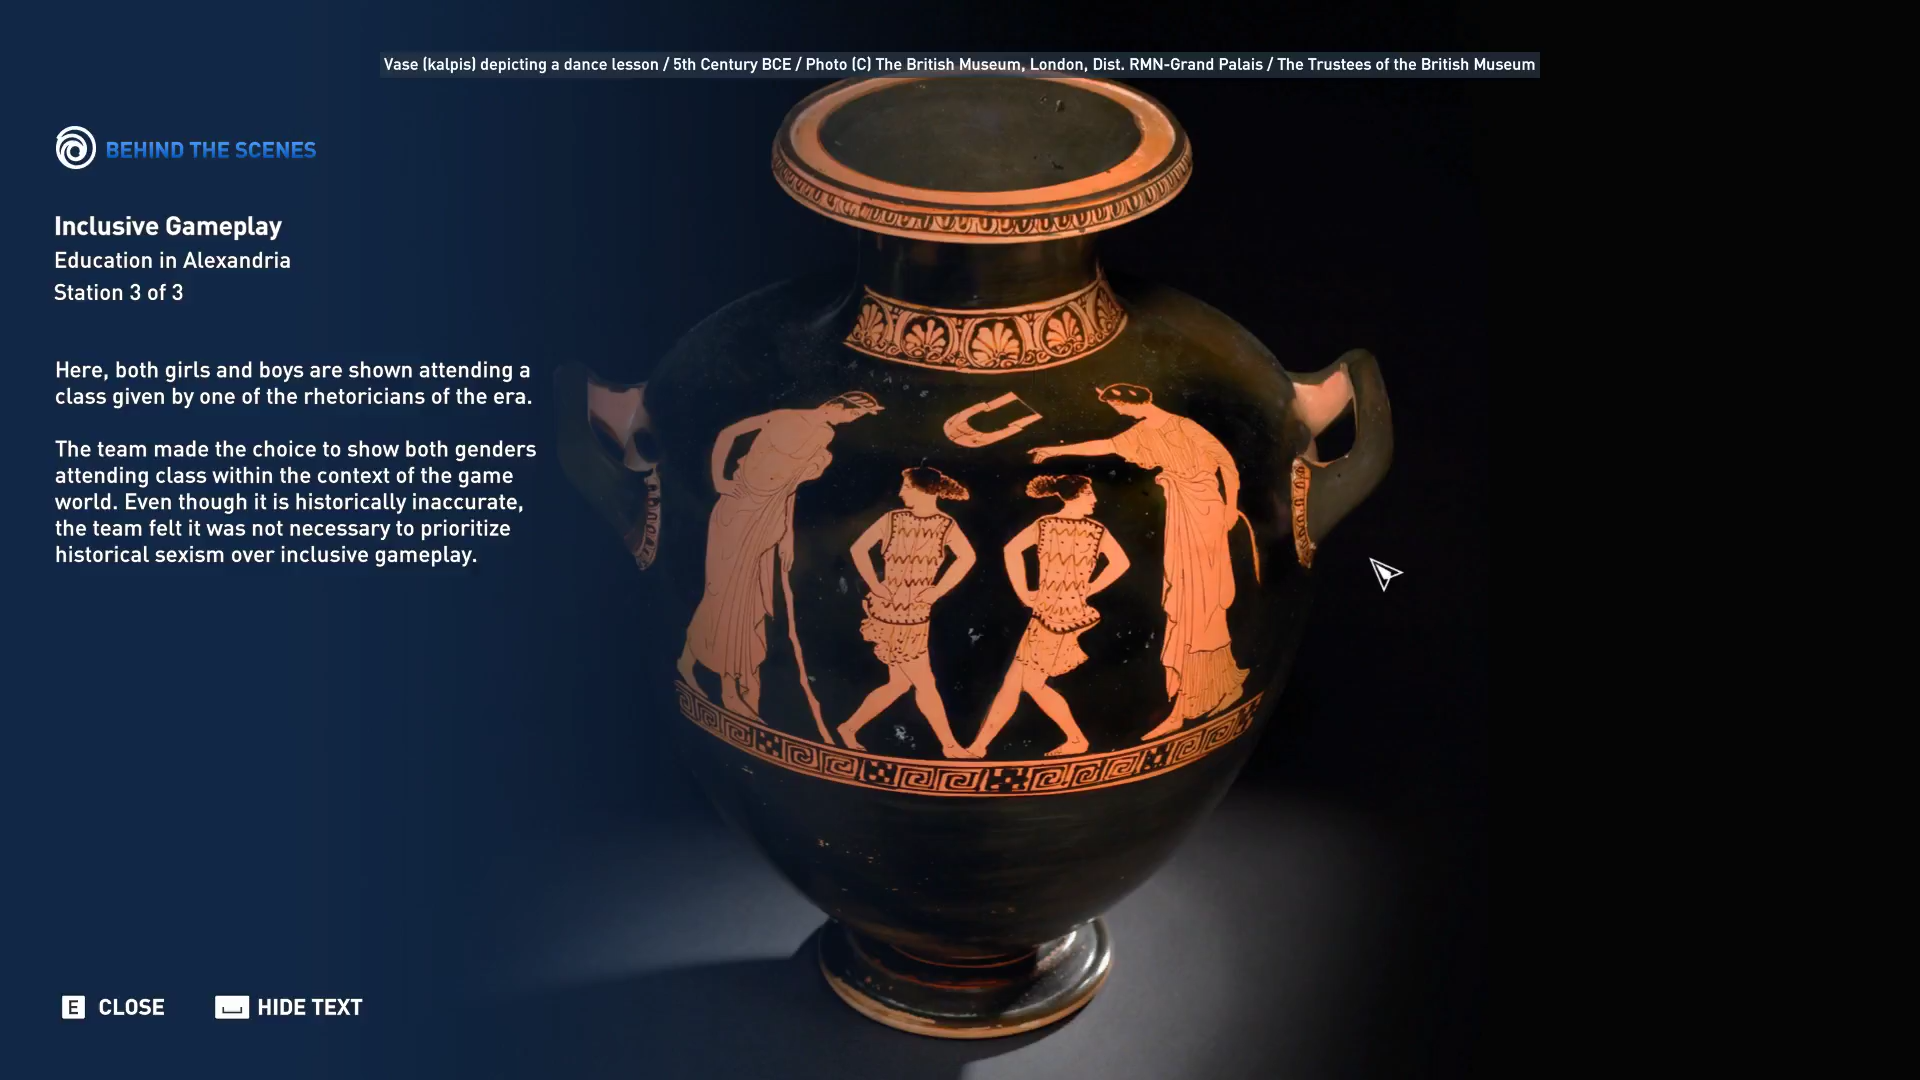 Vase (kalpis) depicting a dance lesson / 5th Century BCE / Photo (C) The British Museum, London, Dist. RMN-Grand Palais / The Trustees of the British Museum
BEHIND THE SCENES
Inclusive Gameplay
Education in Alexandria
Station 3 of 3
Here, both girls and boys are shown attending a
class given by one of the rhetoricians of the era.
The team made the choice to show both genders
attending class within the context of the game
world. Even though it is historically inaccurate,
the team felt it was not necessary to prioritize
historical sexism over inclusive gameplay.
E CLOSE HIDE TEXT